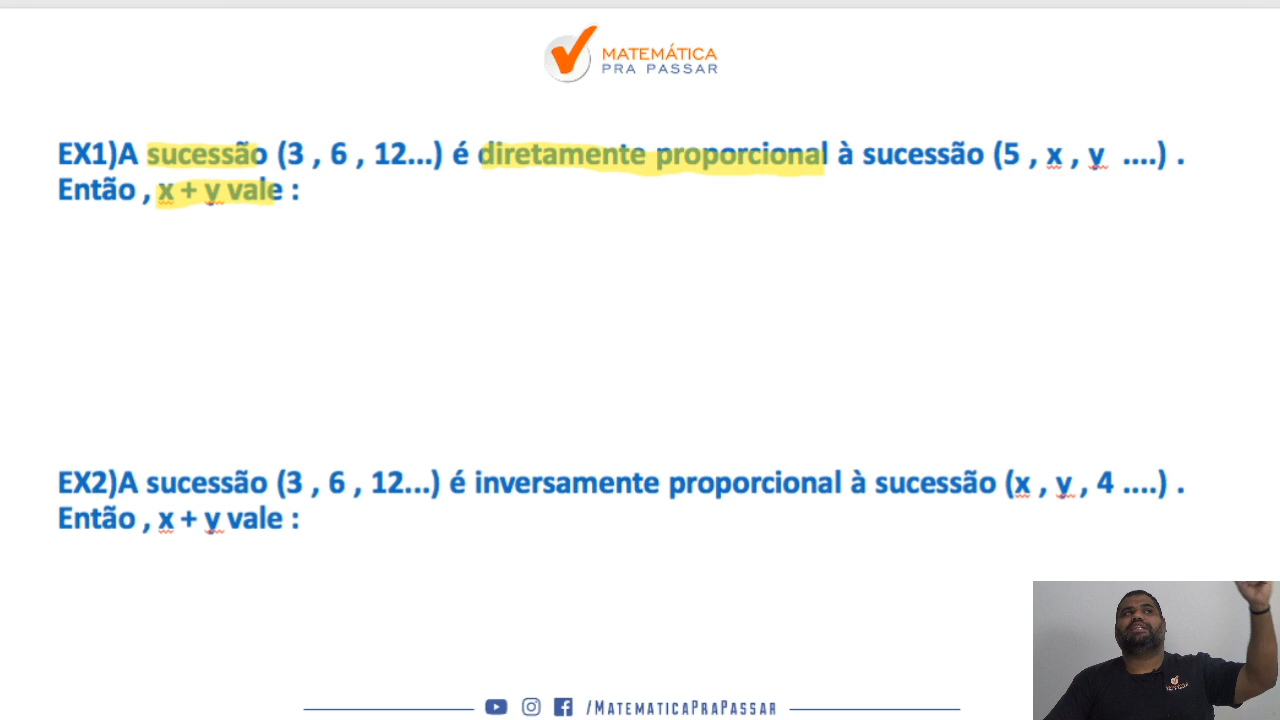 MATEMÁTICA
PRA PASSAR
EX1)A sucessão (3 , 6 , 12...) é diretamente proporcional à sucessão (5 , x , y ....) .
Então , x + y vale :
EX2)A sucessão (3 , 6 , 12...) é inversamente proporcional à sucessão (x , y , 4 ....) .
Então , x + y vale :
/MATEMATICAPRAPASSAR